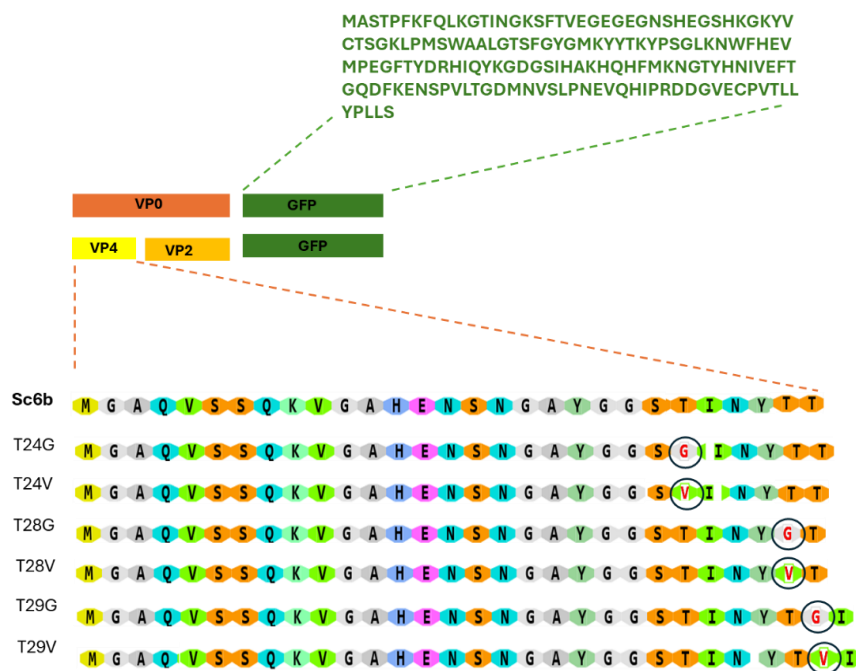 MASTPFKFQLKGTINGKSFTVEGEGEGNSHEGSHKGKYV
CTSGKLPMSWAALGTSFGYGMKYYTKYPSGLKNWFHEV
MPEGFTYDRHIQYKGDGSIHAKHQHFMKNGTYHNIVEFT
GQDFKENSPVLTGDMNVSLPNEVQHIPRDDGVECPVTLL
YPLLS
VP0 GFP
VP4 VP2 GFP
Sc6b M G A Q V S S Q K V G A H E N S N G A Y G G S T I N Y T T
T24G M G A Q V S S Q K V G A H E N S N G A Y G G S G I N Y T T
T24V M G A Q V S S Q K V G A H E N S N G A Y G G S V I N Y T T
T28G M G A Q V S S Q K V G A H E N S N G A Y G G S T I N Y G T
T28V M G A Q V S S Q K V G A H E N S N G A Y G G S T I N Y V T
T29G M G A Q V S S Q K V G A H E N S N G A Y G G S T I N Y T G I
T29V M G A Q V S S Q K V G A H E N S N G A Y G G S T I N Y T V I